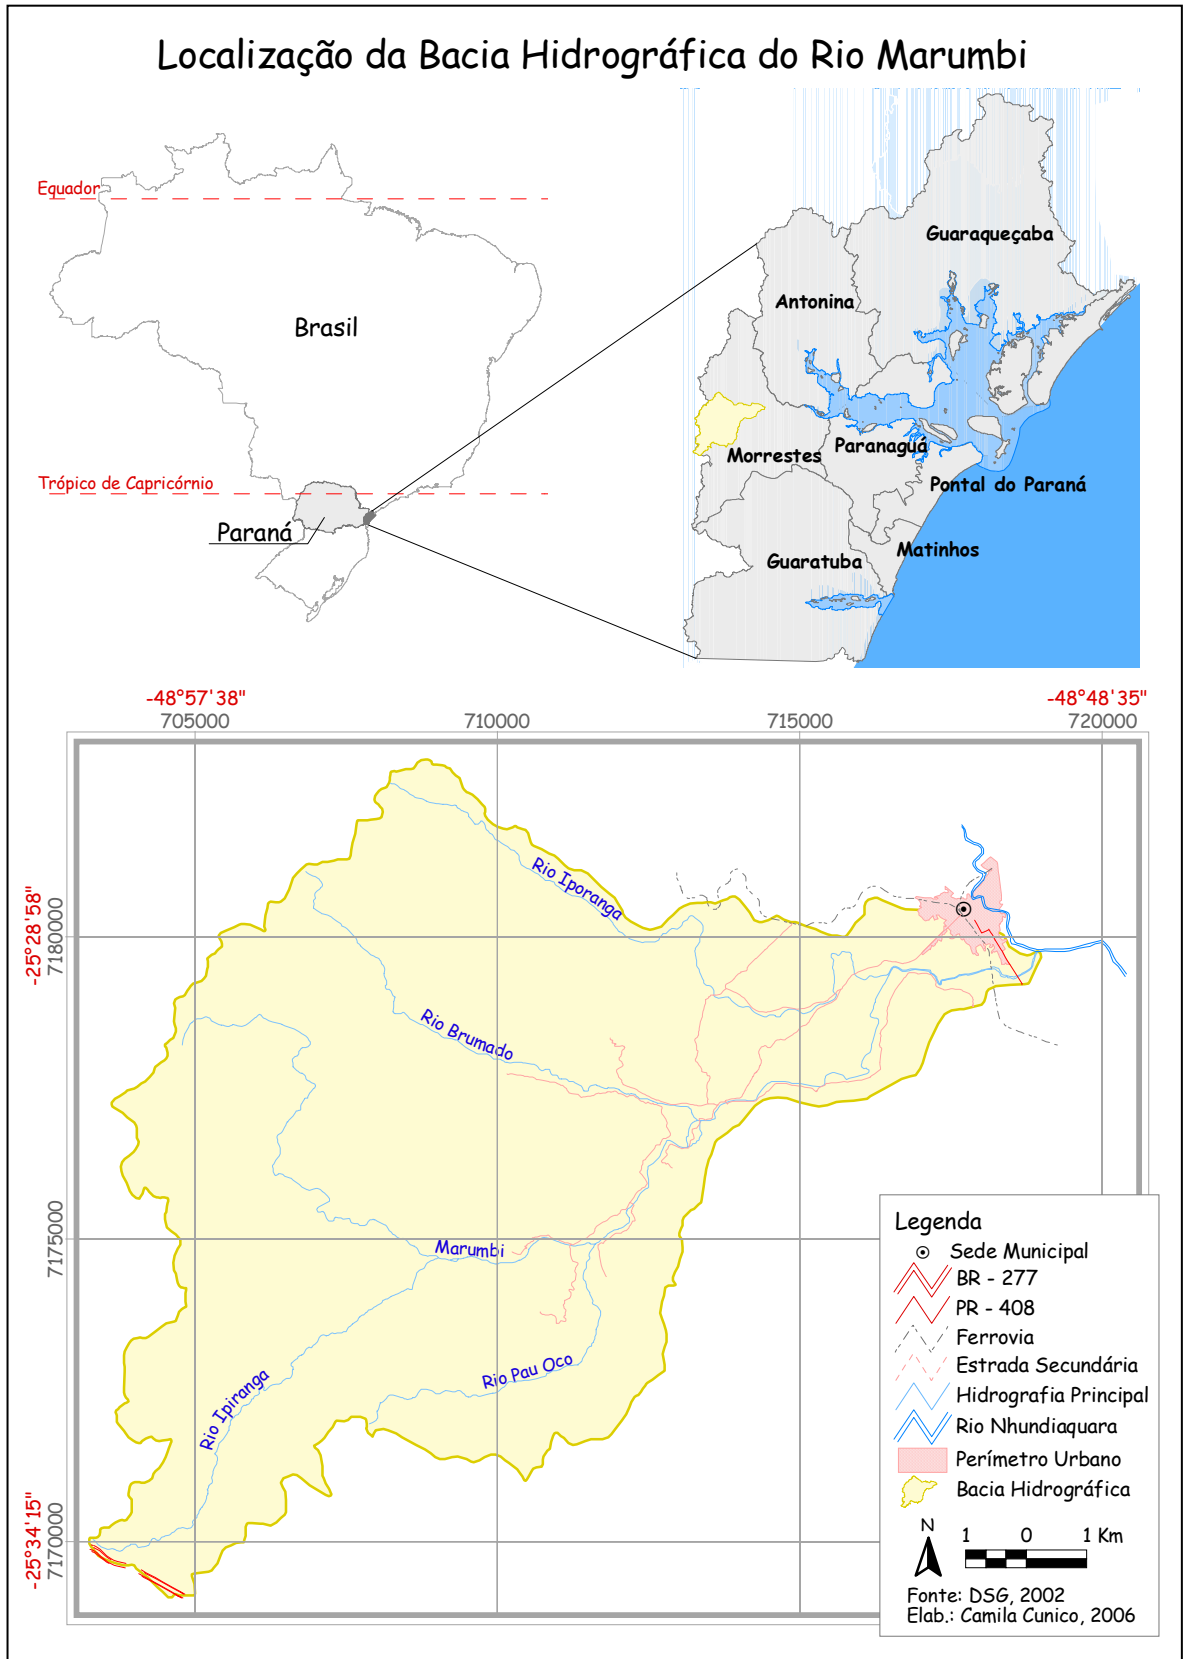 Localização da Bacia Hidrográfica do Rio Marumbi
Equador
Brasil
Trópico de Capricórnio
Paraná
Guaraqueçaba
Antonina
Paranaguá
Morrestes
Pontal do Paraná
Matinhos
Guaratuba
-48°57'38"
-48°48'35"
705000
710000
715000
720000
-25°28'58"
7180000
7175000
-25°34'15"
7170000
Rio Iporanga
Rio Brumado
Marumbi
Rio Pau Oco
Rio Ipiranga
Legenda
Sede Municipal
BR - 277
PR - 408
Ferrovia
Estrada Secundária
Hidrografia Principal
Rio Nhundiaquara
Perímetro Urbano
Bacia Hidrográfica
N
1 0 1 Km
Fonte: DSG, 2002
Elab.: Camila Cunico, 2006